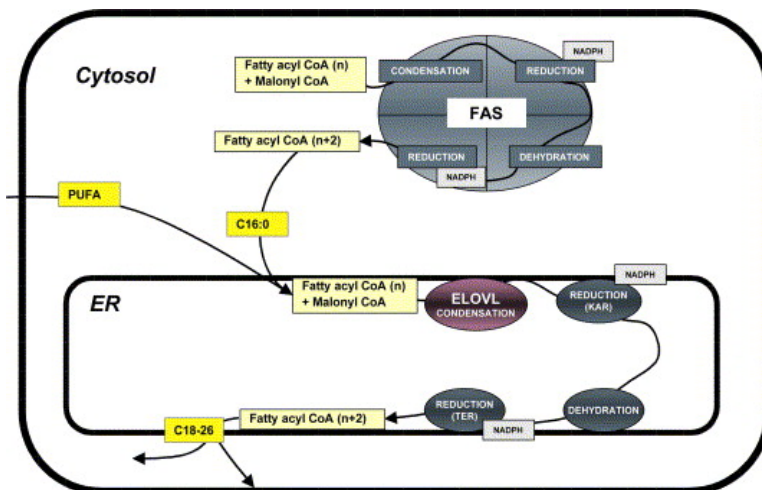 Cytosol
Fatty acyl CoA (n)
+ Malonyl CoA
CONDENSATION
REDUCTION
NADPH
FAS
Fatty acyl CoA (n+2)
REDUCTION
DEHYDRATION
NADPH
PUFA
C16:0
ER
Fatty acyl CoA (n)
+ Malonyl CoA
ELOVL
CONDENSATION
REDUCTION
(KAR)
NADPH
C18-26
Fatty acyl CoA (n+2)
REDUCTION
(TER)
NADPH
DEHYDRATION